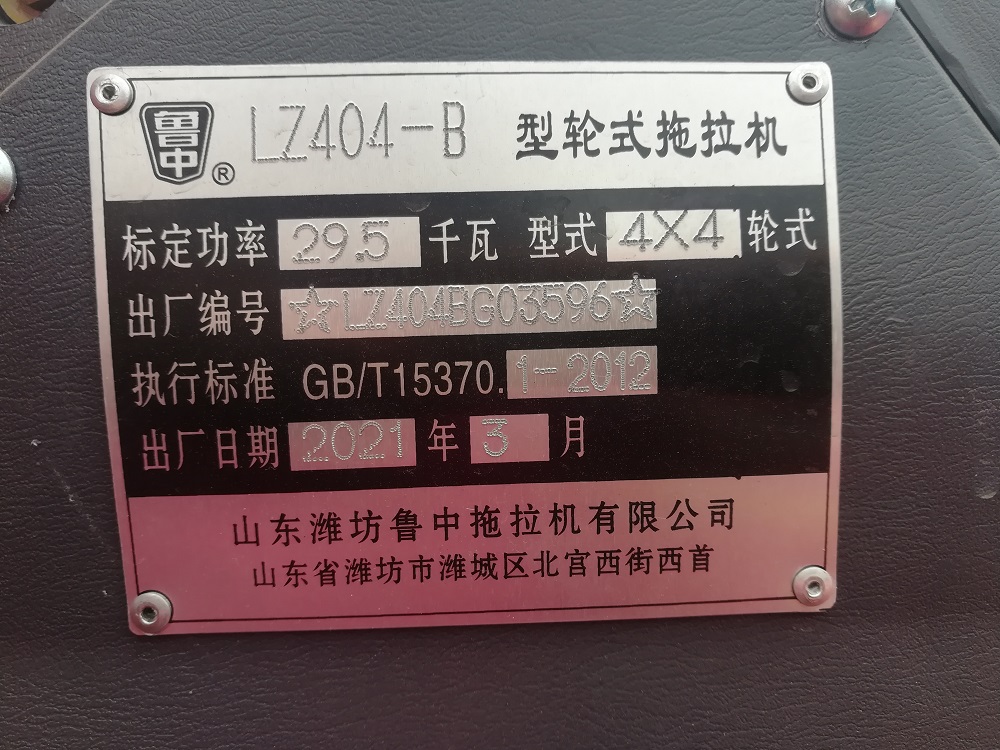 鲁中® LZ404-B 型轮式拖拉机
标定功率 29.5 千瓦 型式 4X4 轮式
出厂编号 ☆LZ404BG03596☆
执行标准 GB/T15370.1-2012
出厂日期 2021 年 3 月
山东潍坊鲁中拖拉机有限公司
山东省潍坊市潍城区北宫西街西首